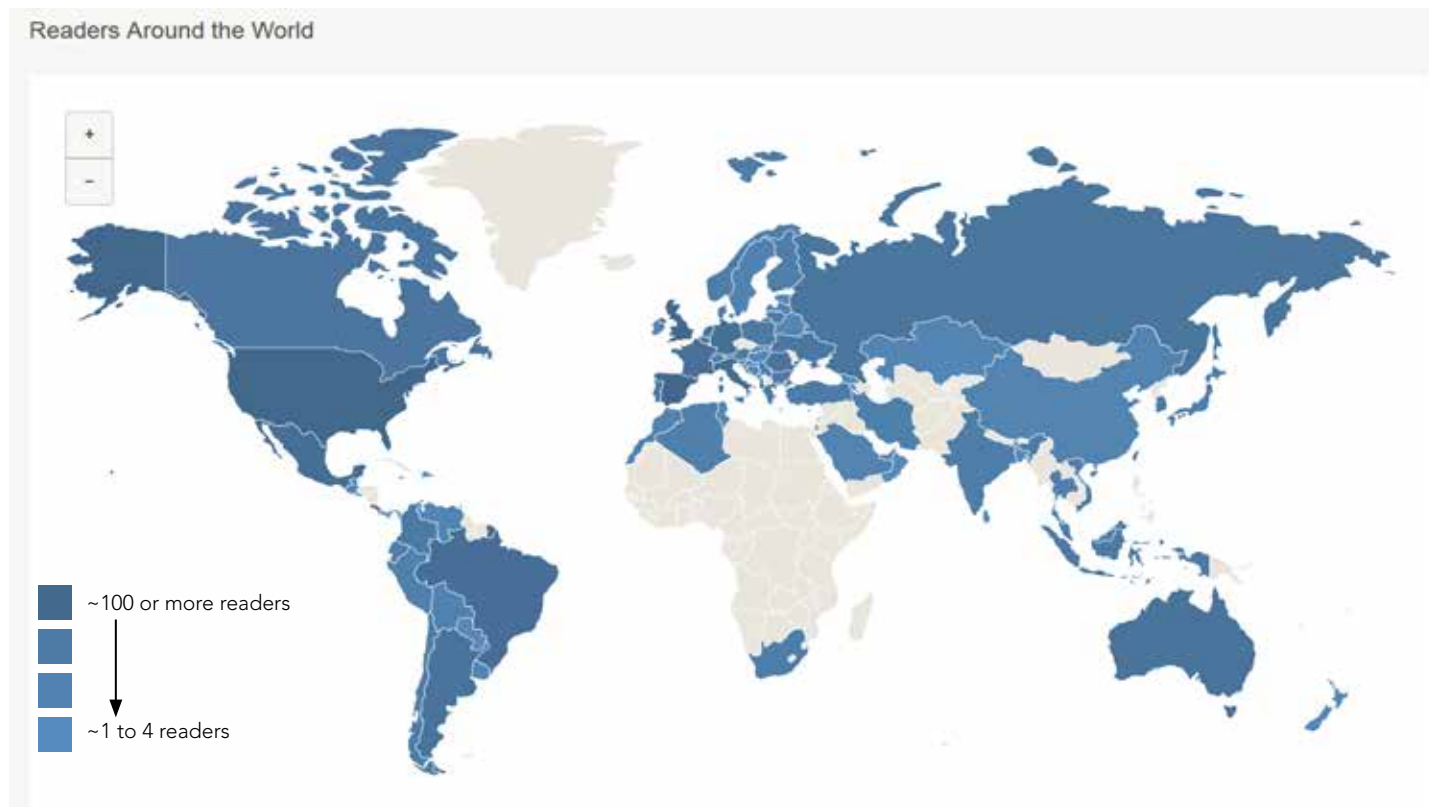 Readers Around the World
+
-
~100 or more readers
~1 to 4 readers